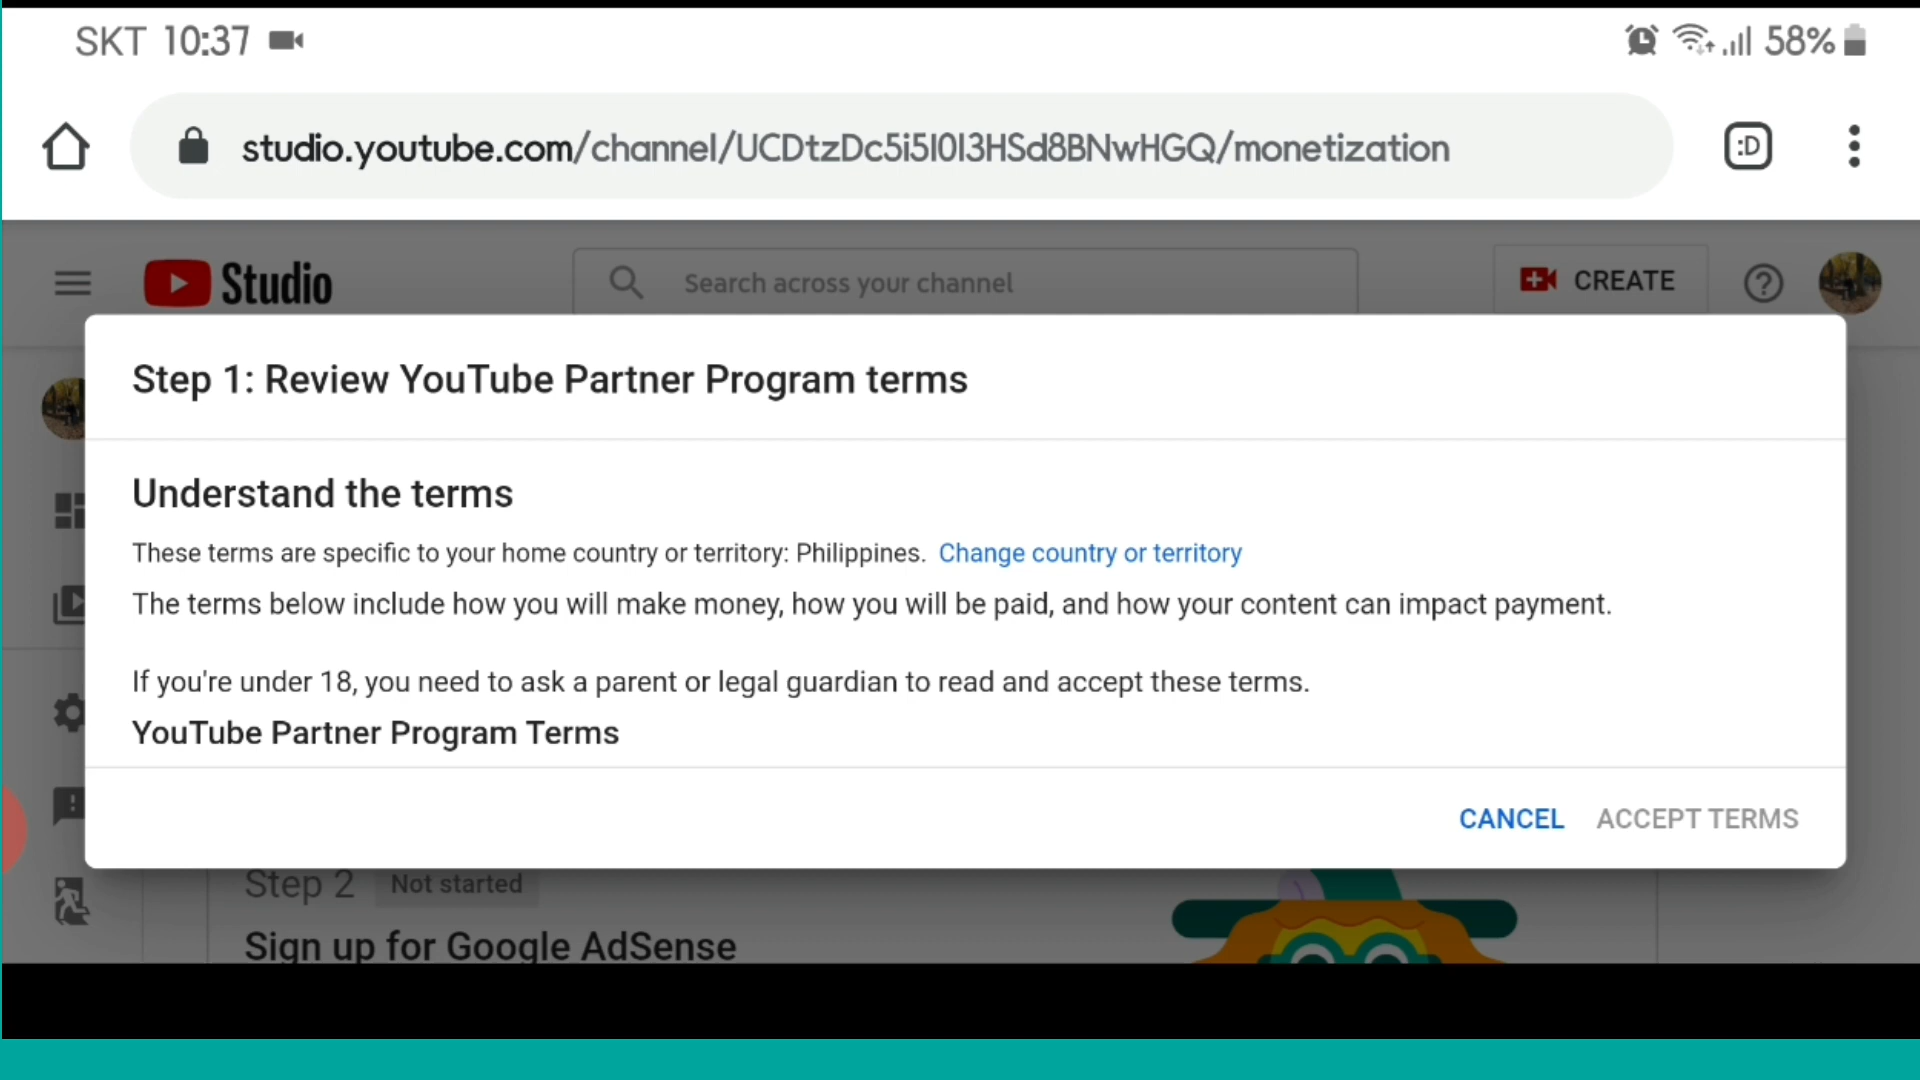 SKT 10:37
58%
studio.youtube.com/channel/UCDtzDc5i5I0I3HSd8BNwHGQ/monetization
:D
Studio
Search across your channel
CREATE
Step 1: Review YouTube Partner Program terms
Understand the terms
These terms are specific to your home country or territory: Philippines. Change country or territory
The terms below include how you will make money, how you will be paid, and how your content can impact payment.
If you're under 18, you need to ask a parent or legal guardian to read and accept these terms.
YouTube Partner Program Terms
CANCEL ACCEPT TERMS
Step 2 Not started
Sign up for Google AdSense